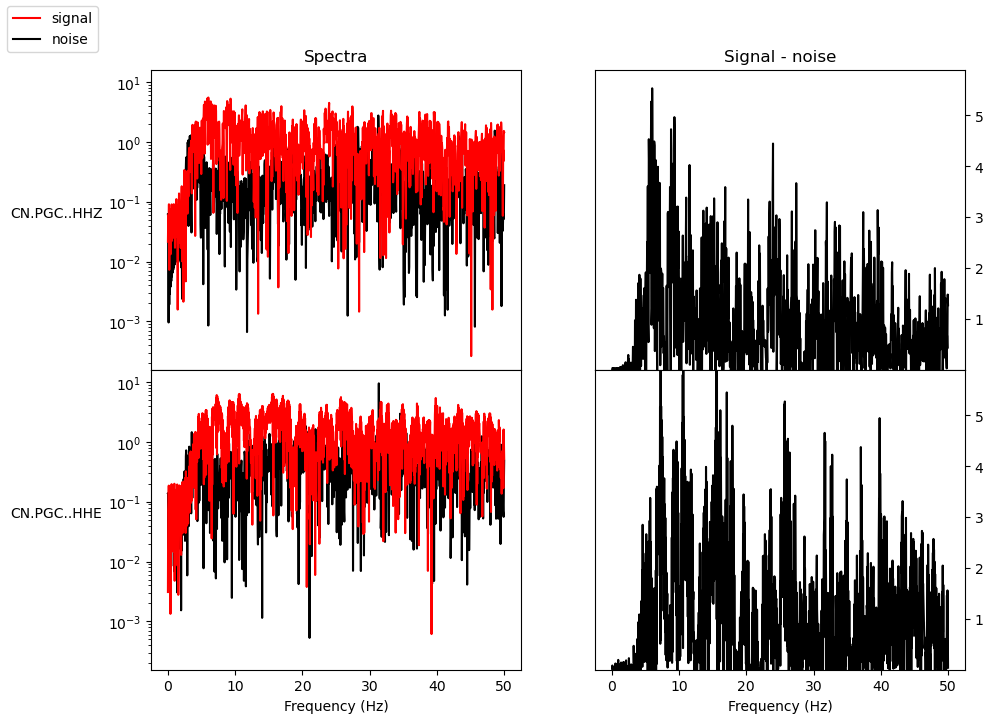 signal
noise
Spectra
Signal - noise
10¹
10⁰
10⁻¹
10⁻²
10⁻³
CN.PGC..HHZ
5
4
3
2
1
10¹
10⁰
10⁻¹
10⁻²
10⁻³
CN.PGC..HHE
5
4
3
2
1
0 10 20 30 40 50
0 10 20 30 40 50
Frequency (Hz)
Frequency (Hz)